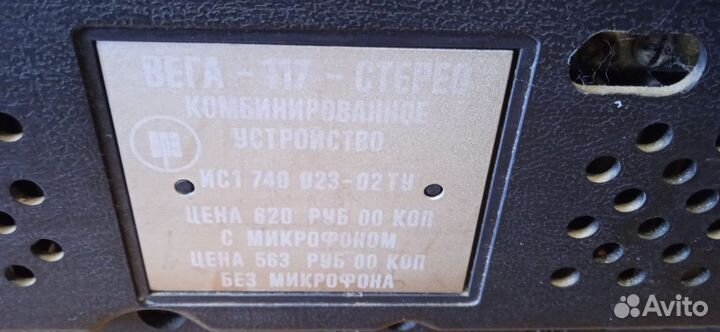 ВЕГА - 117 - СТЕРЕО
КОМБИНИРОВАННОЕ
УСТРОЙСТВО
ИС1 740 023-02ТУ
ЦЕНА 620 РУБ 00 КОП
С МИКРОФОНОМ
ЦЕНА 563 РУБ 00 КОП
БЕЗ МИКРОФОНА
Avito